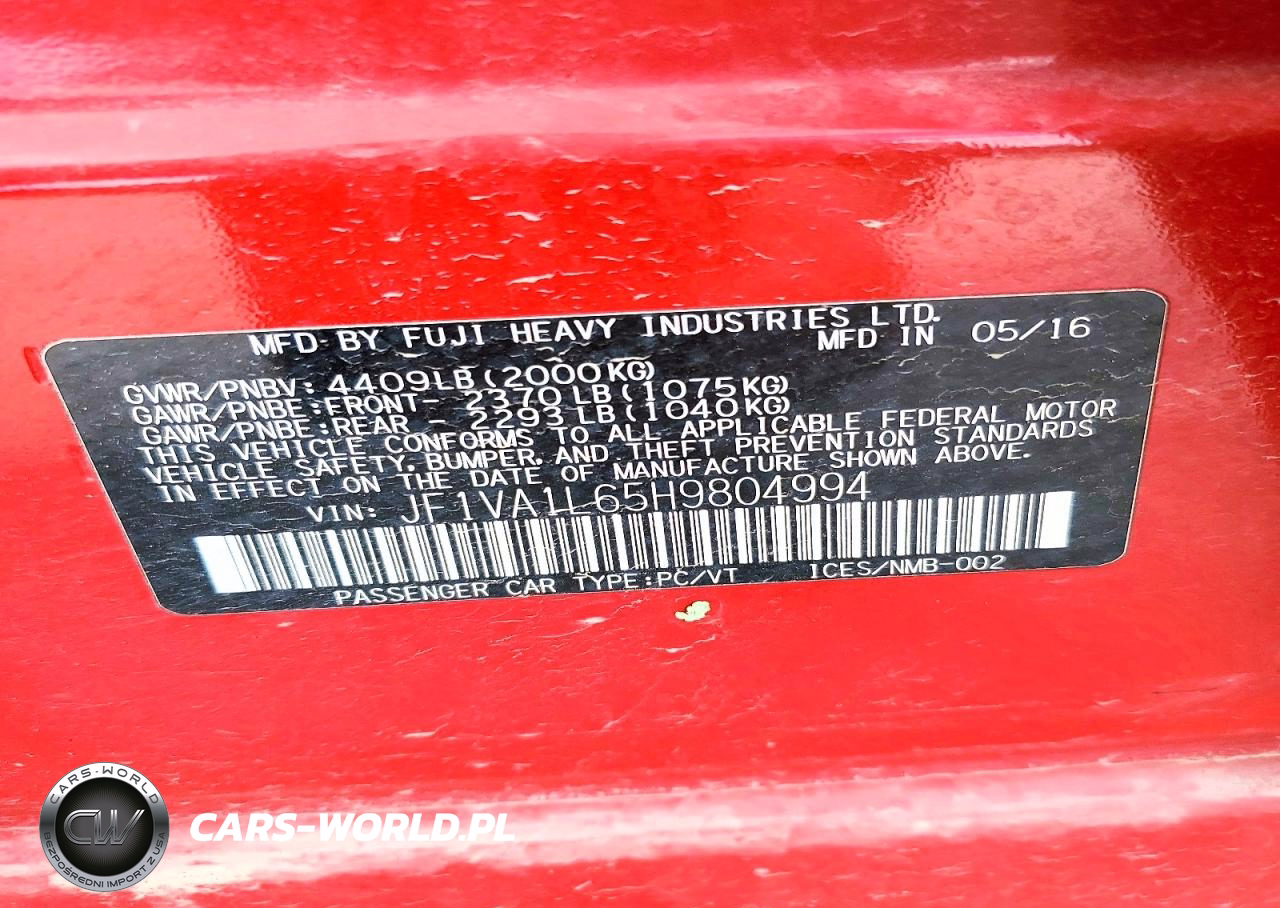 MFD. BY FUJI HEAVY INDUSTRIES LTD.
MFD IN 05/16
GVWR/PNBV: 4409LB(2000KG)
GAWR/PNBE:FRONT- 2370LB(1075KG)
GAWR/PNBE:REAR - 2293LB(1040KG)
THIS VEHICLE CONFORMS TO ALL APPLICABLE FEDERAL MOTOR
VEHICLE SAFETY, BUMPER, AND THEFT PREVENTION STANDARDS
IN EFFECT ON THE DATE OF MANUFACTURE SHOWN ABOVE.
VIN: JF1VA1L65H9804994
PASSENGER CAR TYPE:PC/VT ICES/NMB-002
CARS-WORLD
CW
BEZPOŚREDNI IMPORT Z USA
CARS-WORLD.PL